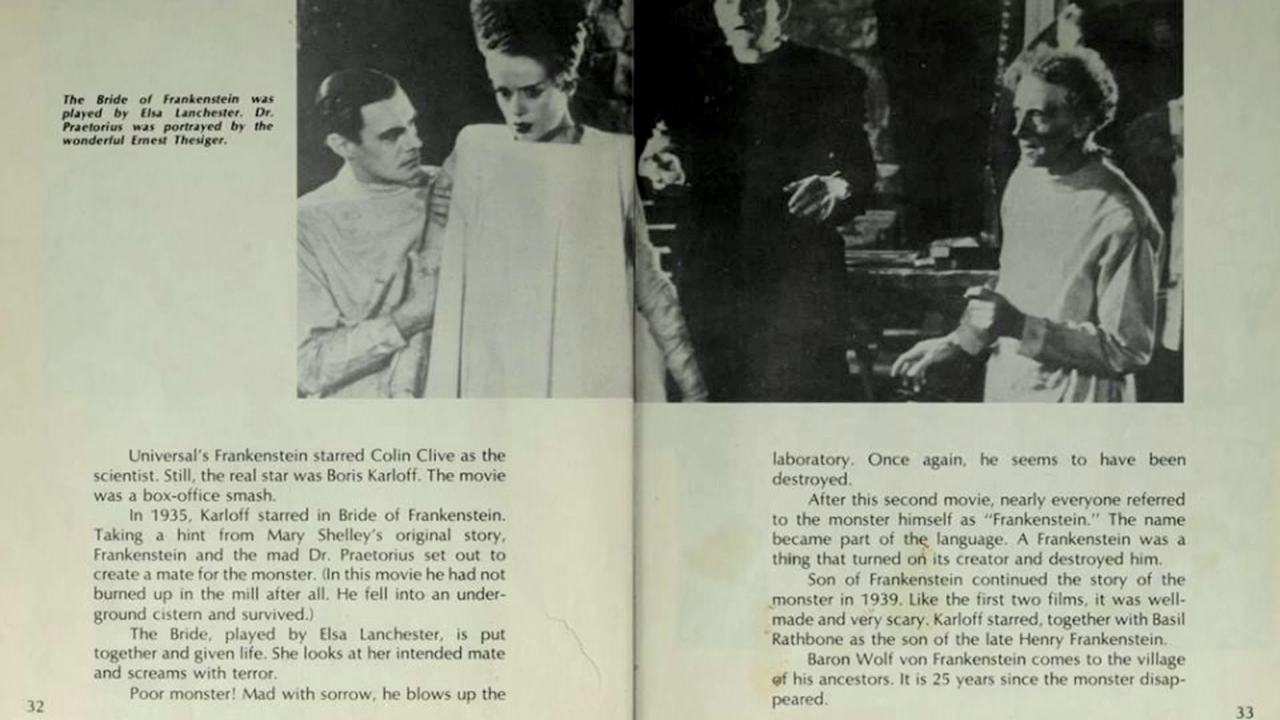 The Bride of Frankenstein was
played by Elsa Lanchester. Dr.
Praetorius was portrayed by the
wonderful Ernest Thesiger.
Universal's Frankenstein starred Colin Clive as the
scientist. Still, the real star was Boris Karloff. The movie
was a box-office smash.
In 1935, Karloff starred in Bride of Frankenstein.
Taking a hint from Mary Shelley's original story,
Frankenstein and the mad Dr. Praetorius set out to
create a mate for the monster. (In this movie he had not
burned up in the mill after all. He fell into an under-
ground cistern and survived.)
The Bride, played by Elsa Lanchester, is put
together and given life. She looks at her intended mate
and screams with terror.
Poor monster! Mad with sorrow, he blows up the
32
laboratory. Once again, he seems to have been
destroyed.
After this second movie, nearly everyone referred
to the monster himself as "Frankenstein." The name
became part of the language. A Frankenstein was a
thing that turned on its creator and destroyed him.
Son of Frankenstein continued the story of the
monster in 1939. Like the first two films, it was well-
made and very scary. Karloff starred, together with Basil
Rathbone as the son of the late Henry Frankenstein.
Baron Wolf von Frankenstein comes to the village
of his ancestors. It is 25 years since the monster disap-
peared.
33